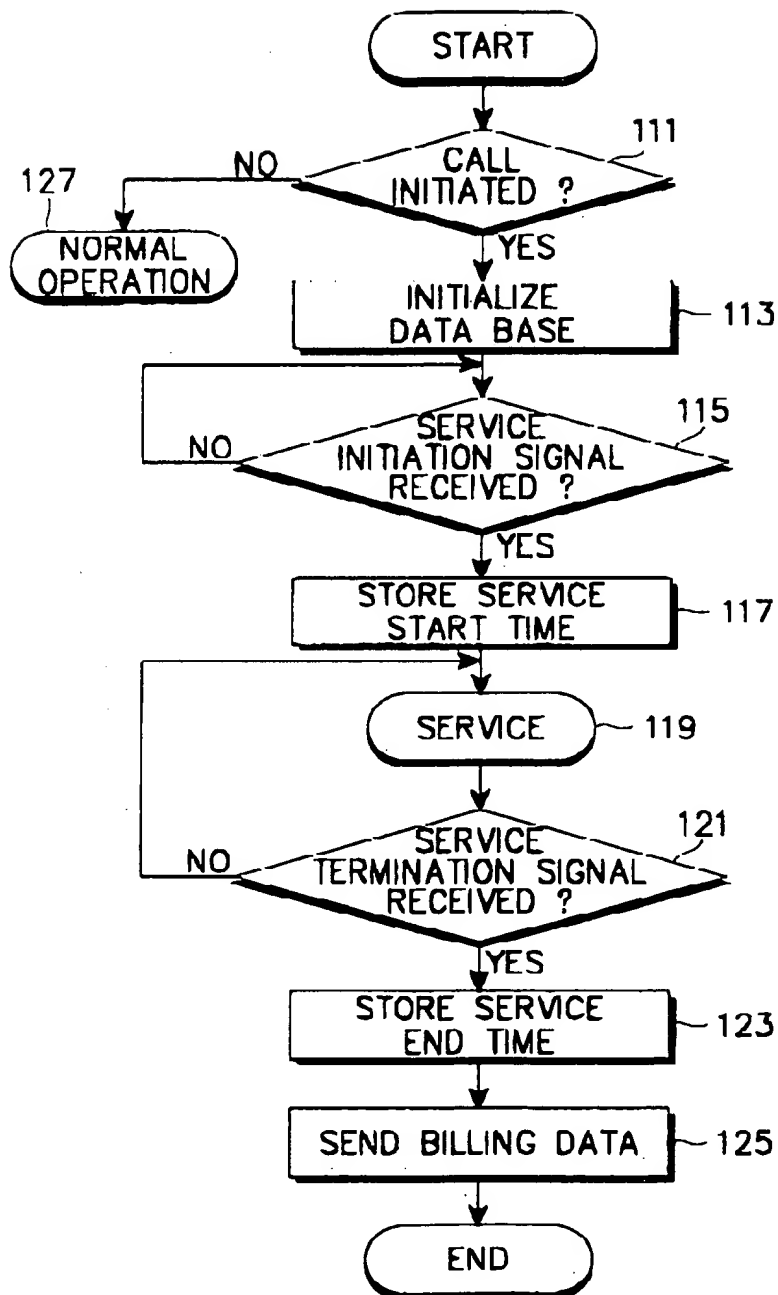 START
111
CALL
INITIATED ?
NO
127
NORMAL
OPERATION
YES
INITIALIZE
DATA BASE
113
115
SERVICE
INITIATION SIGNAL
RECEIVED ?
NO
YES
STORE SERVICE
START TIME
117
SERVICE
119
121
SERVICE
TERMINATION SIGNAL
RECEIVED ?
NO
YES
STORE SERVICE
END TIME
123
SEND BILLING DATA
125
END